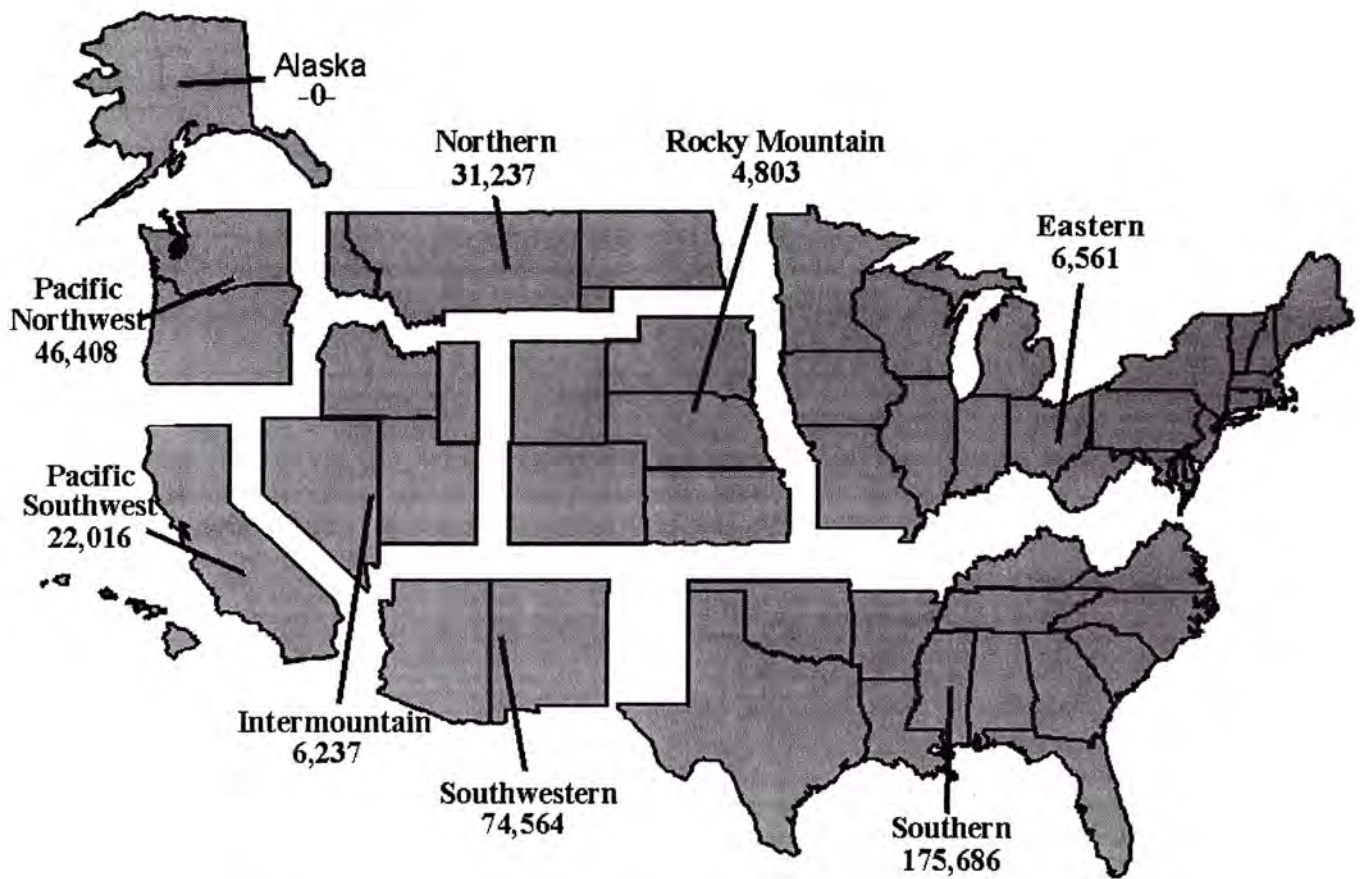 Alaska
-0-
Northern
31,237
Rocky Mountain
4,803
Eastern
6,561
Pacific
Northwest
46,408
Pacific
Southwest
22,016
Intermountain
6,237
Southwestern
74,564
Southern
175,686